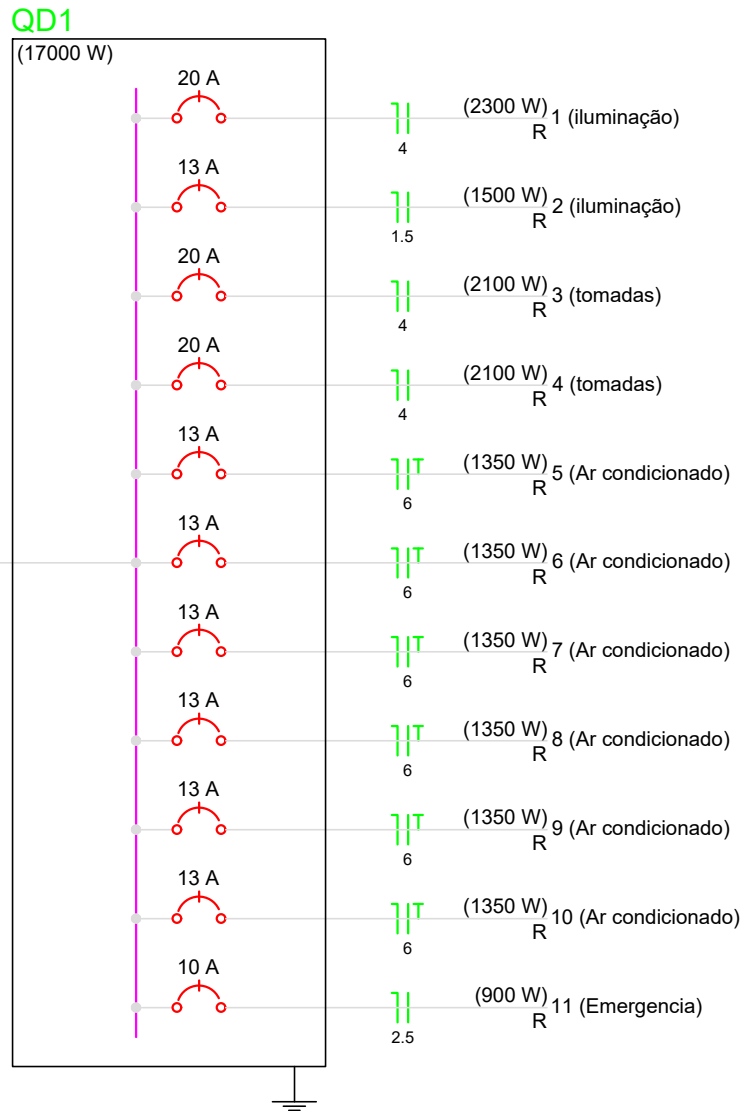 QD1
(17000 W)
20 A
(2300 W)
1 (iluminação)
R
4
13 A
(1500 W)
2 (iluminação)
R
1.5
20 A
(2100 W)
3 (tomadas)
R
4
20 A
(2100 W)
4 (tomadas)
R
4
13 A
T
(1350 W)
5 (Ar condicionado)
R
6
13 A
T
(1350 W)
6 (Ar condicionado)
R
6
13 A
T
(1350 W)
7 (Ar condicionado)
R
6
13 A
T
(1350 W)
8 (Ar condicionado)
R
6
13 A
T
(1350 W)
9 (Ar condicionado)
R
6
13 A
T
(1350 W)
10 (Ar condicionado)
R
6
10 A
(900 W)
11 (Emergencia)
R
2.5